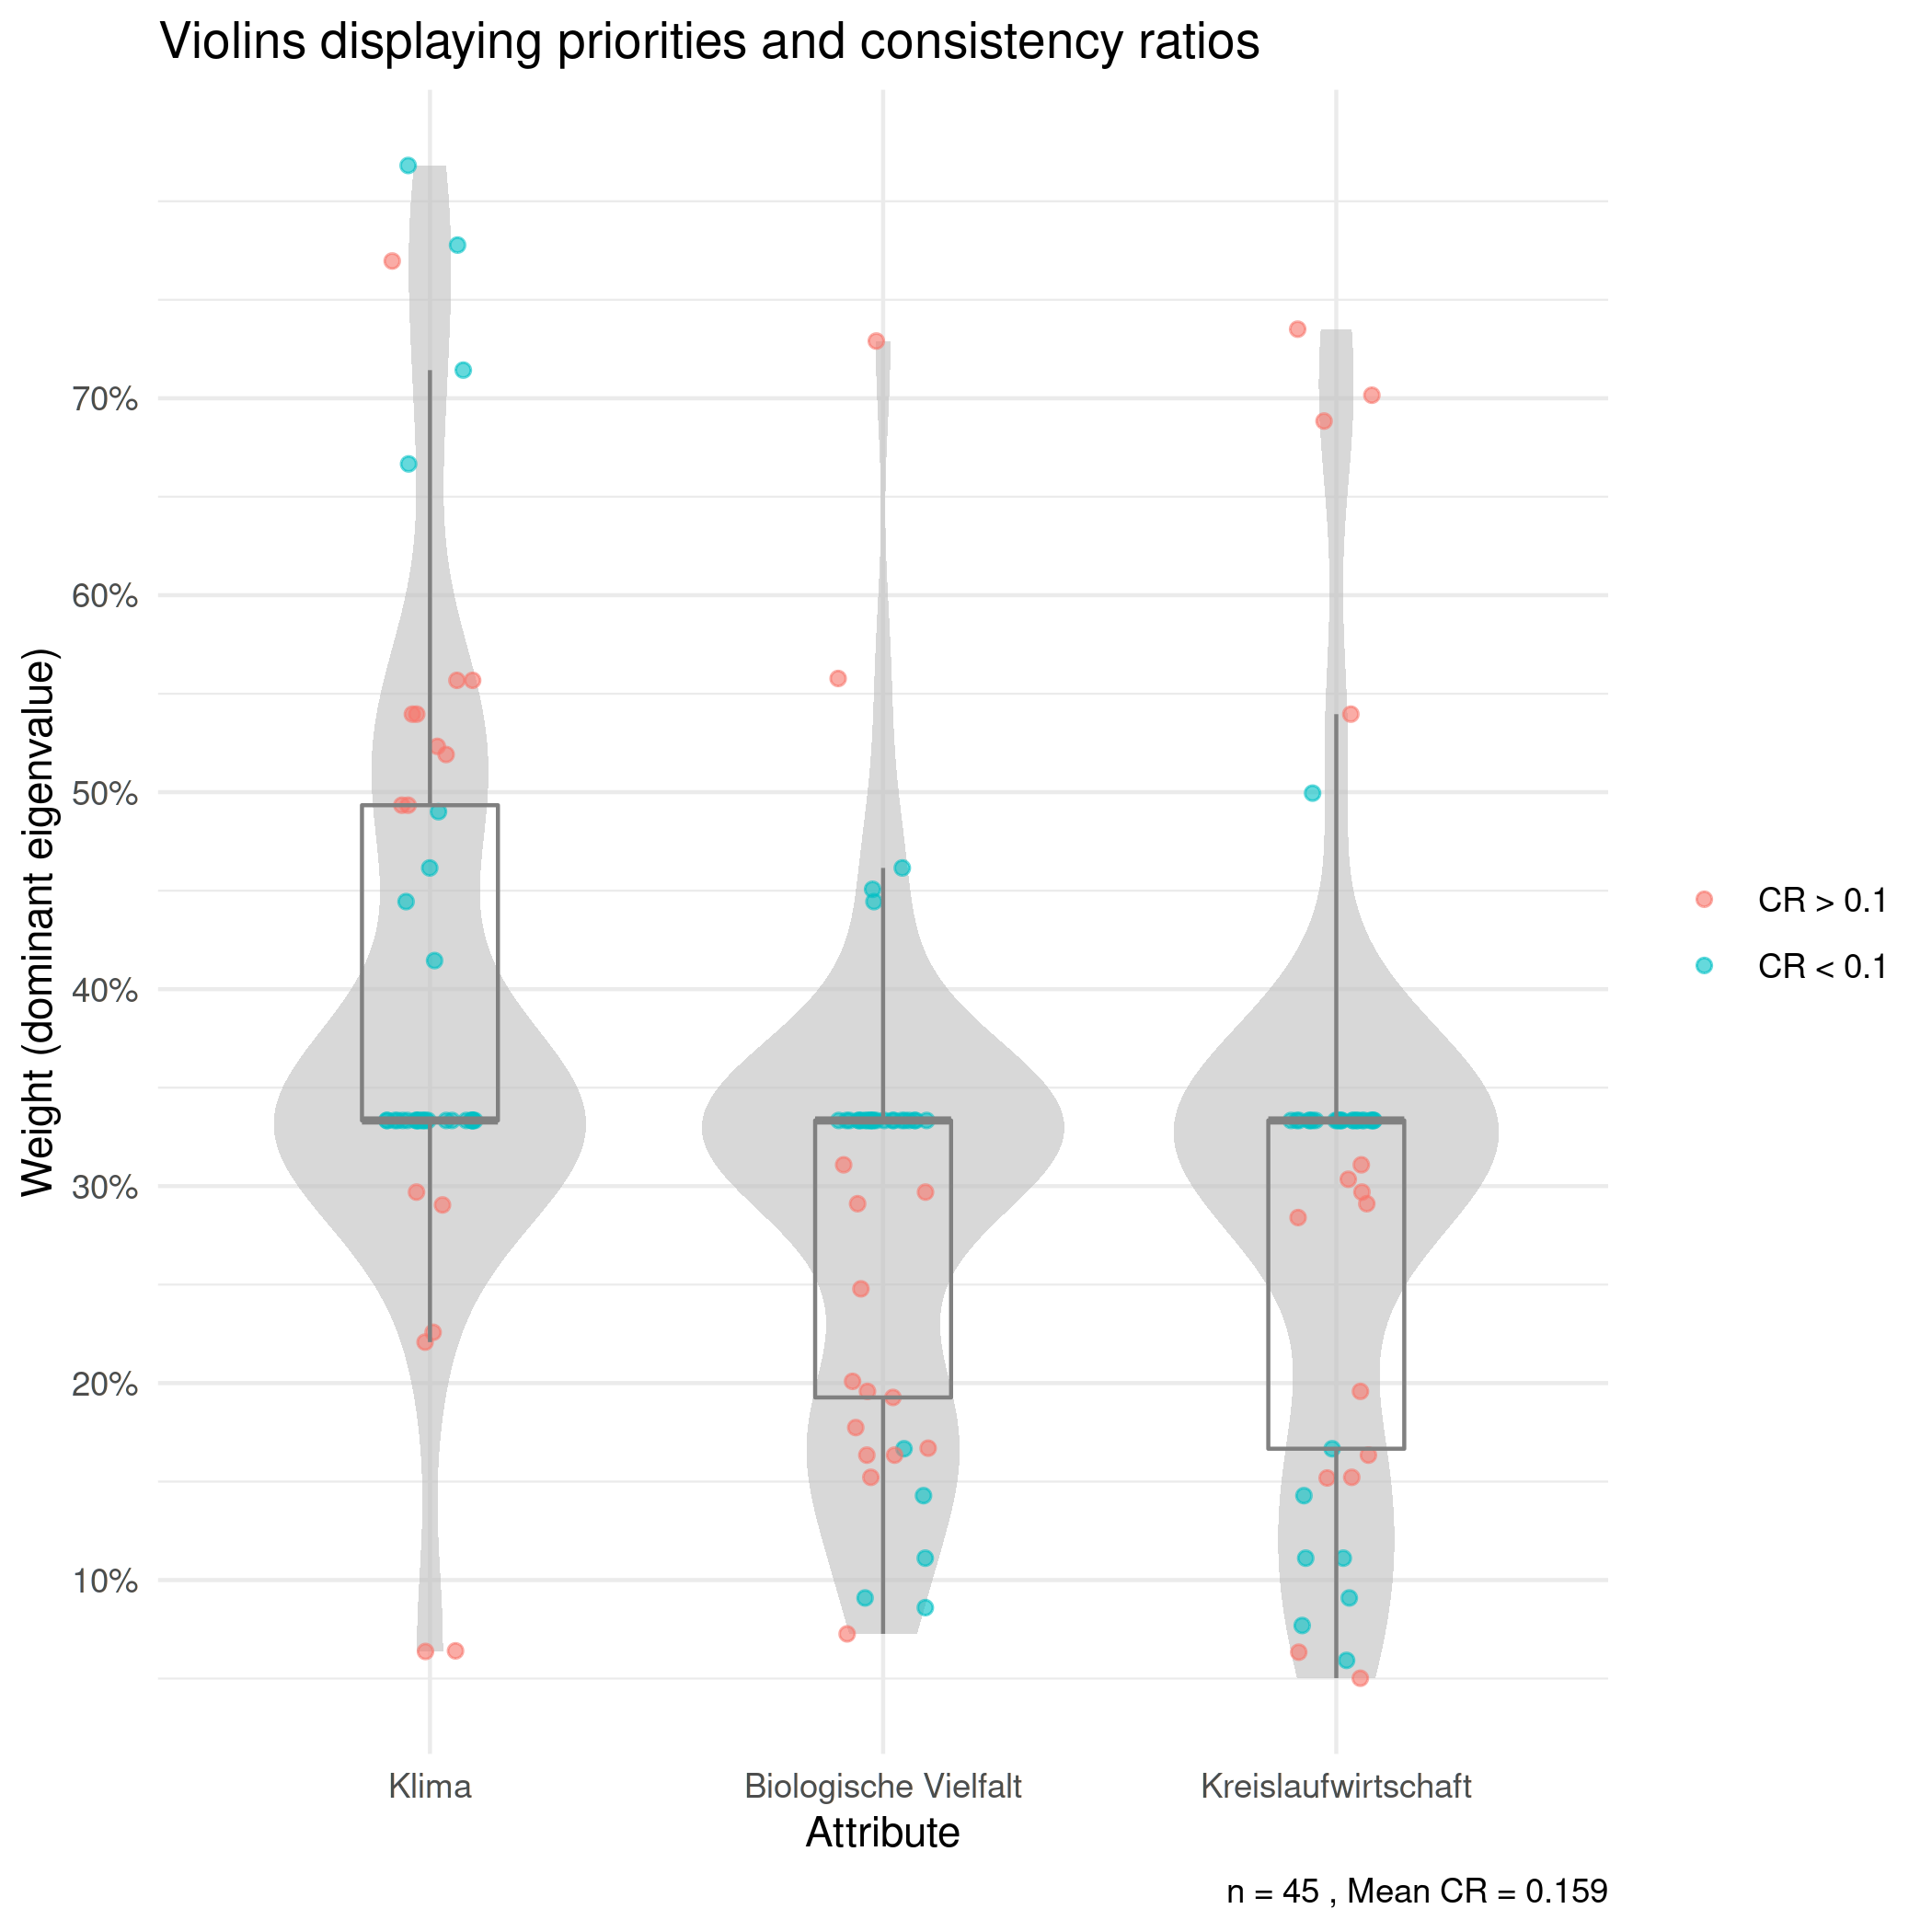 Violins displaying priorities and consistency ratios
Weight (dominant eigenvalue)
70%
60%
50%
40%
30%
20%
10%
CR > 0.1
CR < 0.1
Klima
Biologische Vielfalt
Kreislaufwirtschaft
Attribute
n = 45 , Mean CR = 0.159